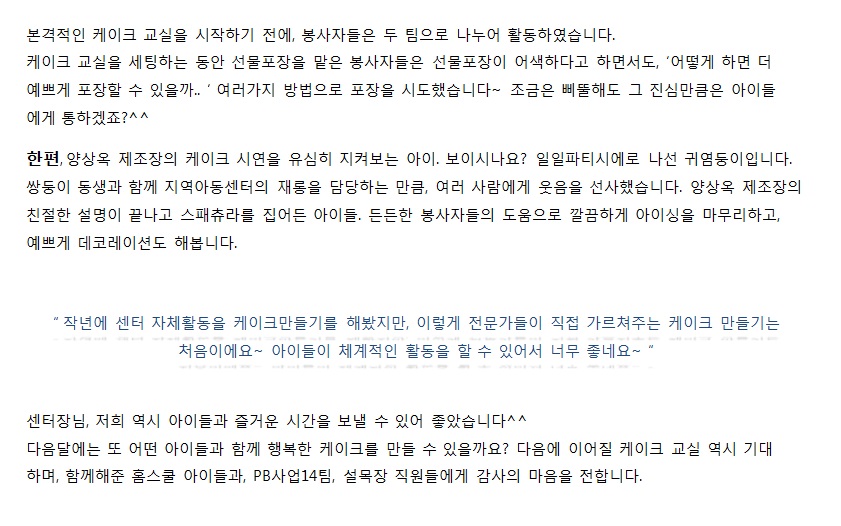 본격적인 케이크 교실을 시작하기 전에, 봉사자들은 두 팀으로 나누어 활동하였습니다.
케이크 교실을 세팅하는 동안 선물포장을 맡은 봉사자들은 선물포장이 어색하다고 하면서도, ‘어떻게 하면 더
예쁘게 포장할 수 있을까.. ‘ 여러가지 방법으로 포장을 시도했습니다~ 조금은 삐뚤해도 그 진심만큼은 아이들
에게 통하겠죠?^^
한편, 양상옥 제조장의 케이크 시연을 유심히 지켜보는 아이. 보이시나요? 일일파티시에로 나선 귀염둥이입니다.
쌍둥이 동생과 함께 지역아동센터의 재롱을 담당하는 만큼, 여러 사람에게 웃음을 선사했습니다. 양상옥 제조장의
친절한 설명이 끝나고 스패츄라를 집어든 아이들. 든든한 봉사자들의 도움으로 깔끔하게 아이싱을 마무리하고,
예쁘게 데코레이션도 해봅니다.
“ 작년에 센터 자체활동을 케이크만들기를 해봤지만, 이렇게 전문가들이 직접 가르쳐주는 케이크 만들기는
처음이에요~ 아이들이 체계적인 활동을 할 수 있어서 너무 좋네요~ “
센터장님, 저희 역시 아이들과 즐거운 시간을 보낼 수 있어 좋았습니다^^
다음달에는 또 어떤 아이들과 함께 행복한 케이크를 만들 수 있을까요? 다음에 이어질 케이크 교실 역시 기대
하며, 함께해준 홈스쿨 아이들과, PB사업14팀, 설목장 직원들에게 감사의 마음을 전합니다.